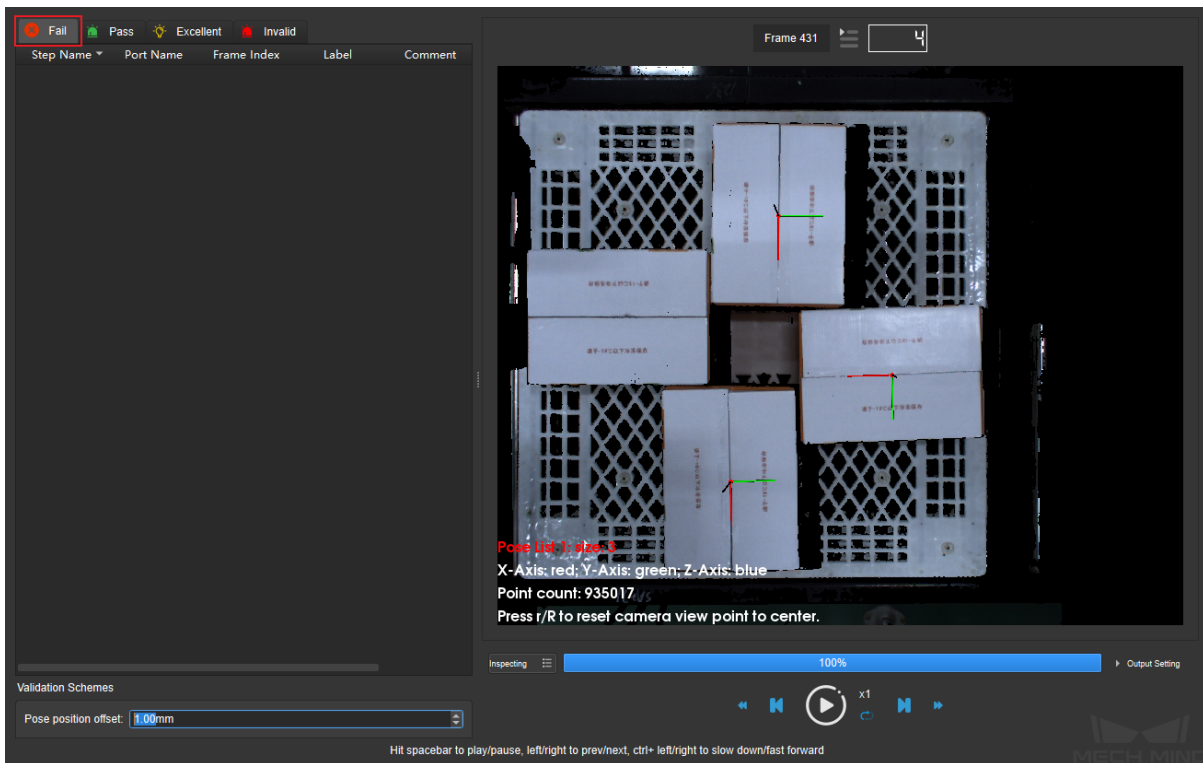 Fail Pass Excellent Invalid
Step Name Port Name Frame Index Label Comment
Frame 431 4
Pose List 1: size: 3
X-Axis: red; Y-Axis: green; Z-Axis: blue
Point count: 935017
Press r/R to reset camera view point to center.
Inspecting 100% Output Setting
Validation Schemes
Pose position offset: 1.00mm
x1
Hit spacebar to play/pause, left/right to prev/next, ctrl+ left/right to slow down/fast forward
MECH MIND